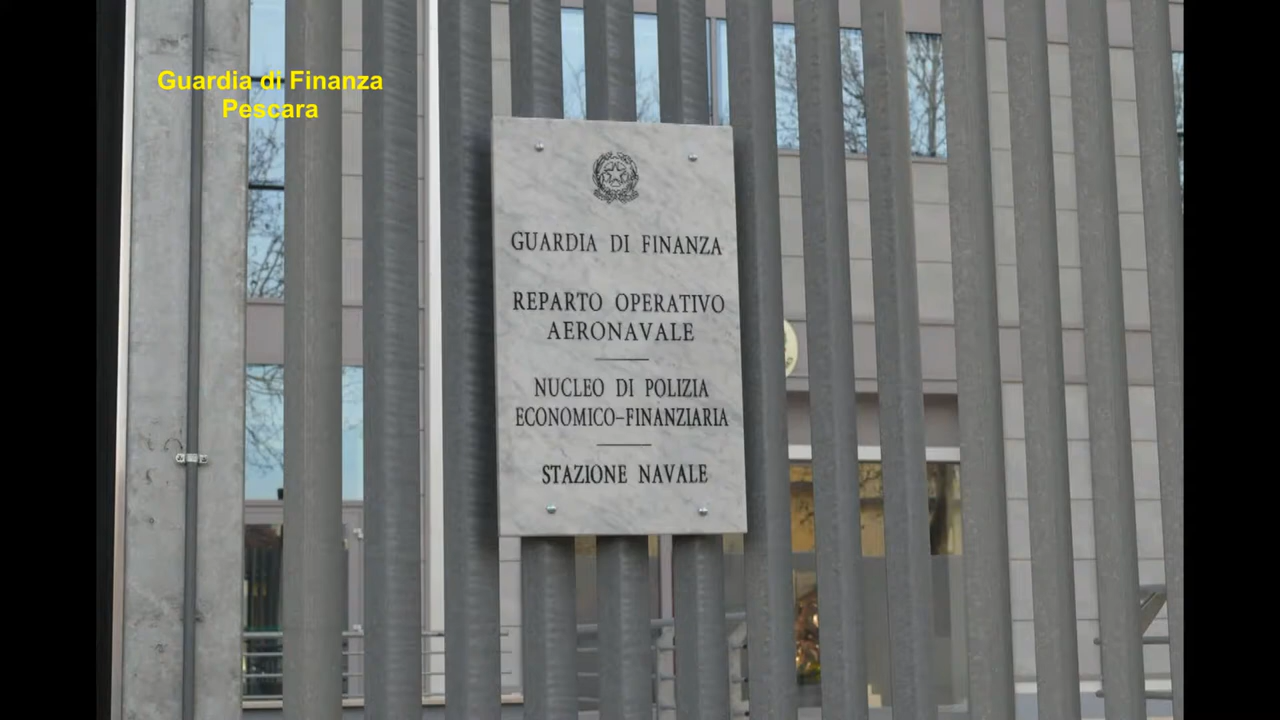 Guardia di Finanza
Pescara
GUARDIA DI FINANZA
REPARTO OPERATIVO
AERONAVALE
NUCLEO DI POLIZIA
ECONOMICO-FINANZIARIA
STAZIONE NAVALE